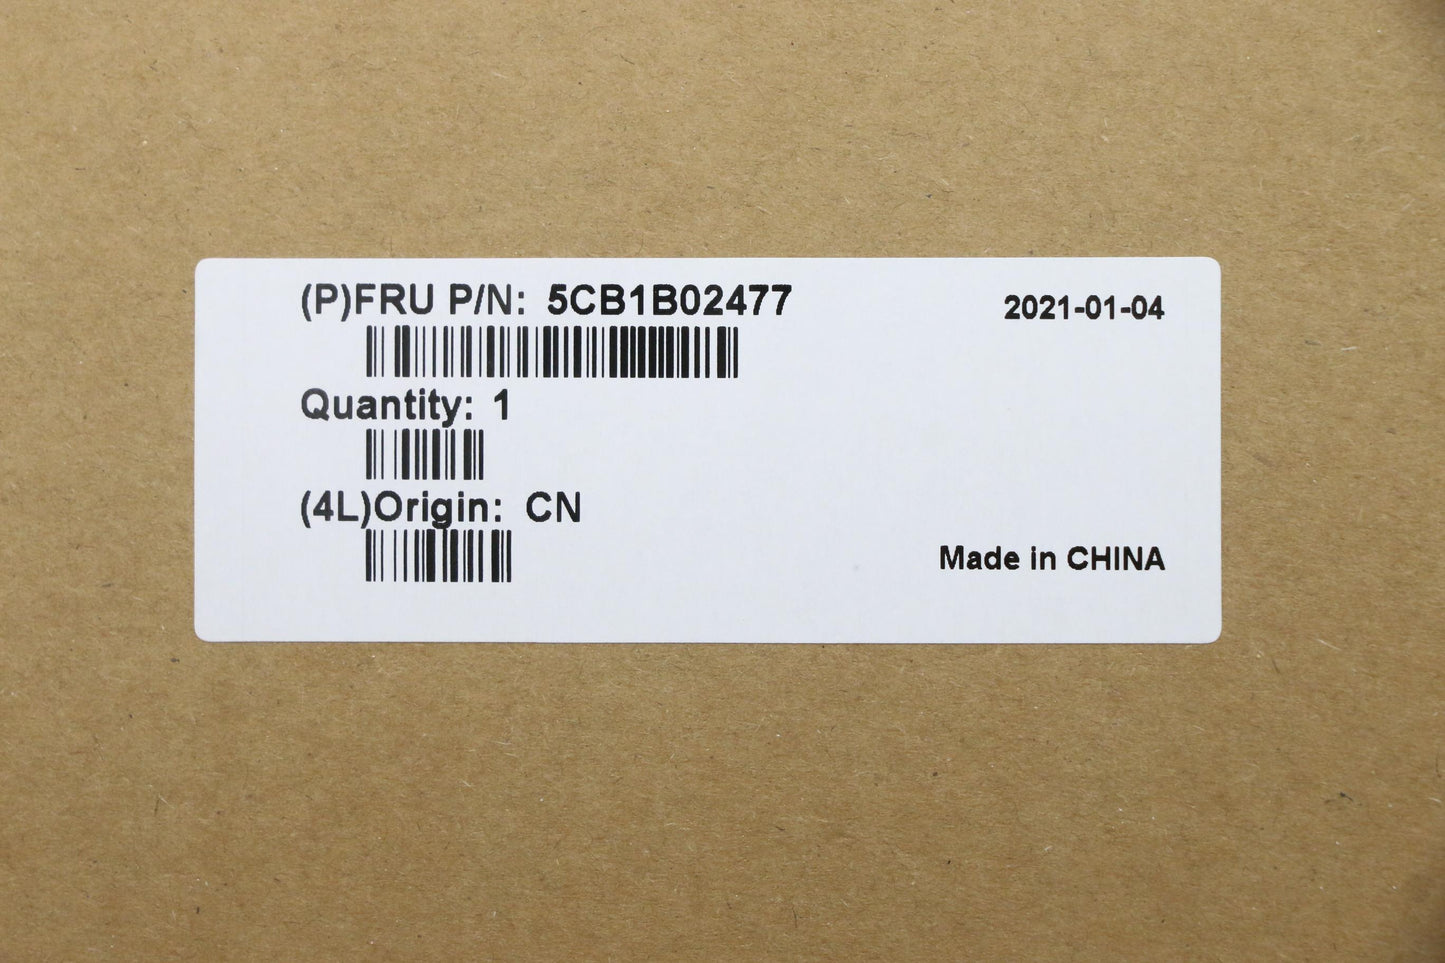 (P)FRU P/N: 5CB1B02477
2021-01-04
Quantity: 1
(4L)Origin: CN
Made in CHINA